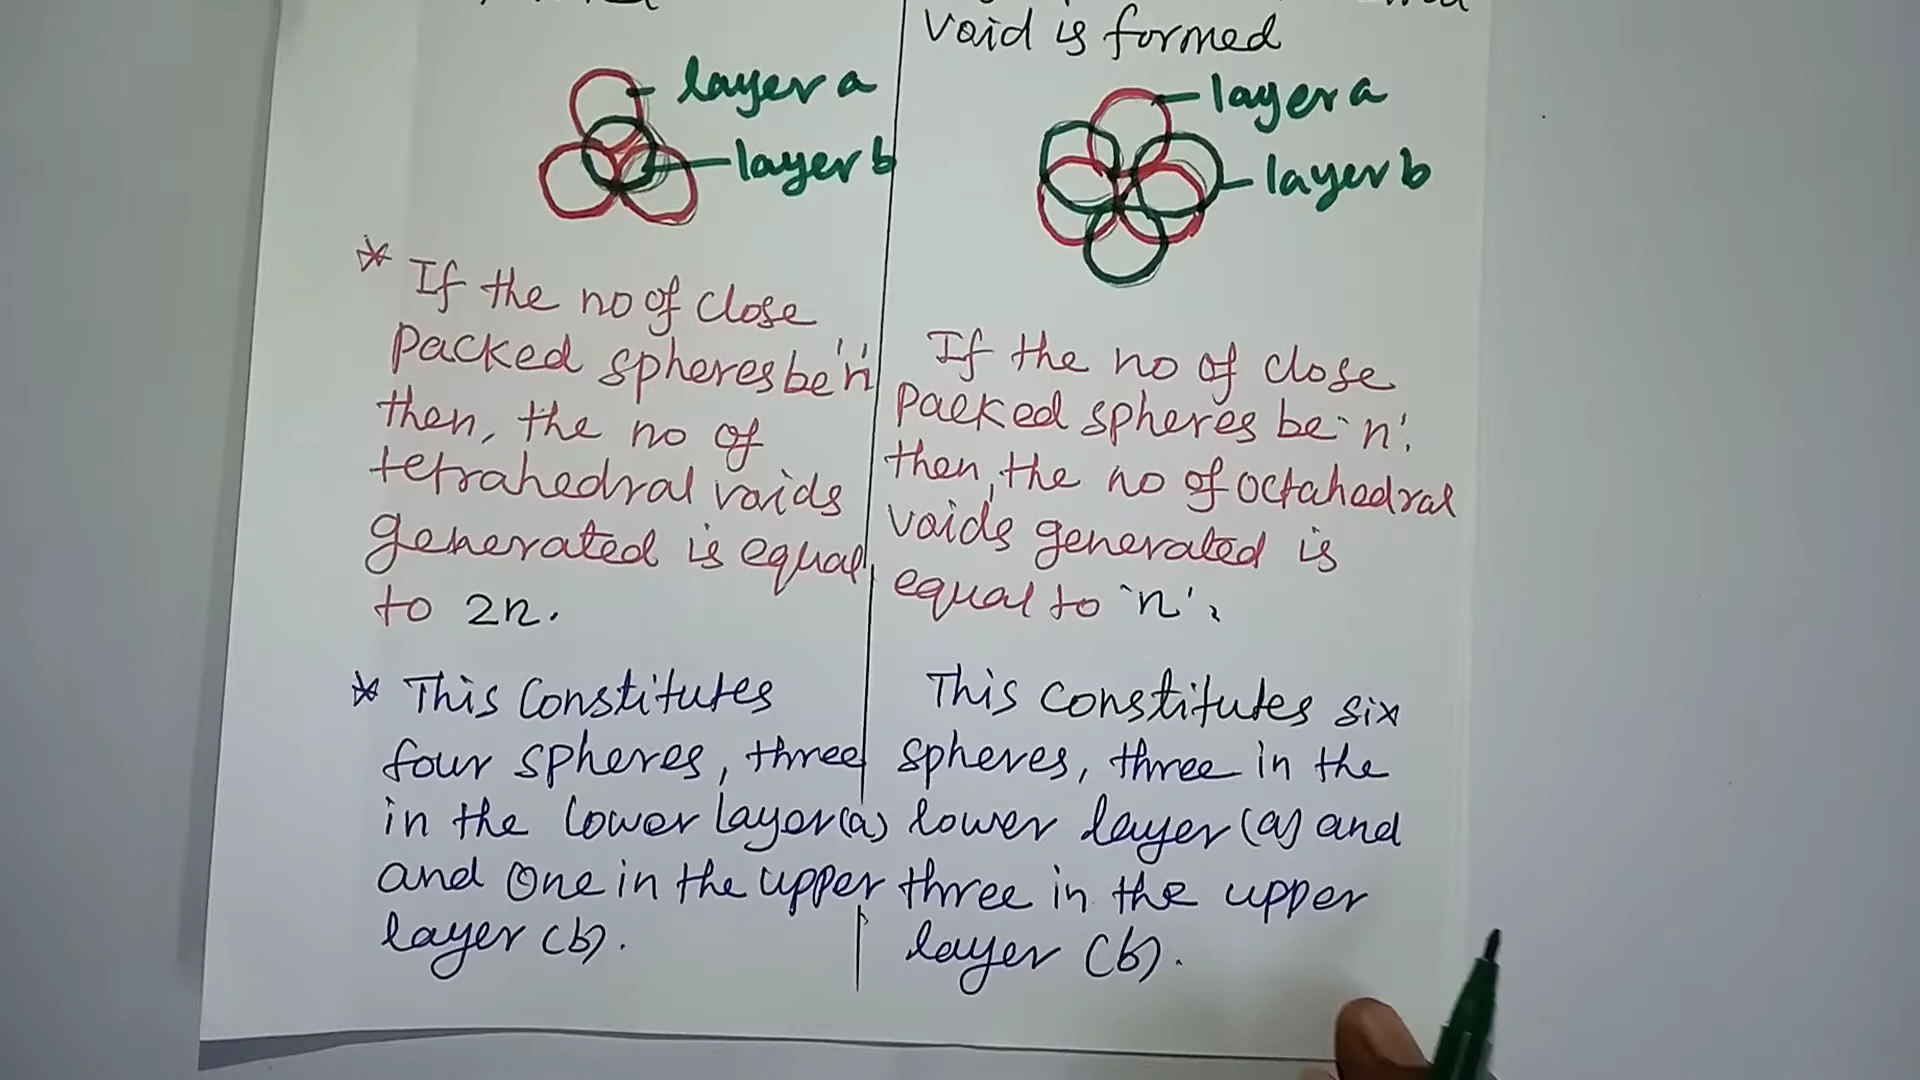 void is formed
layer a
layer b
* If the no of close
packed spheres be 'n'
then, the no of
tetrahedral voids
generated is equal
to 2n.
* This constitutes
four spheres, three
in the lower layer(a)
and one in the upper
layer (b).
layer a
layer b
If the no of close
packed spheres be 'n'.
then, the no of octahedral
voids generated is
equal to 'n'.
This constitutes six
spheres, three in the
lower layer (a) and
three in the upper
layer (b).